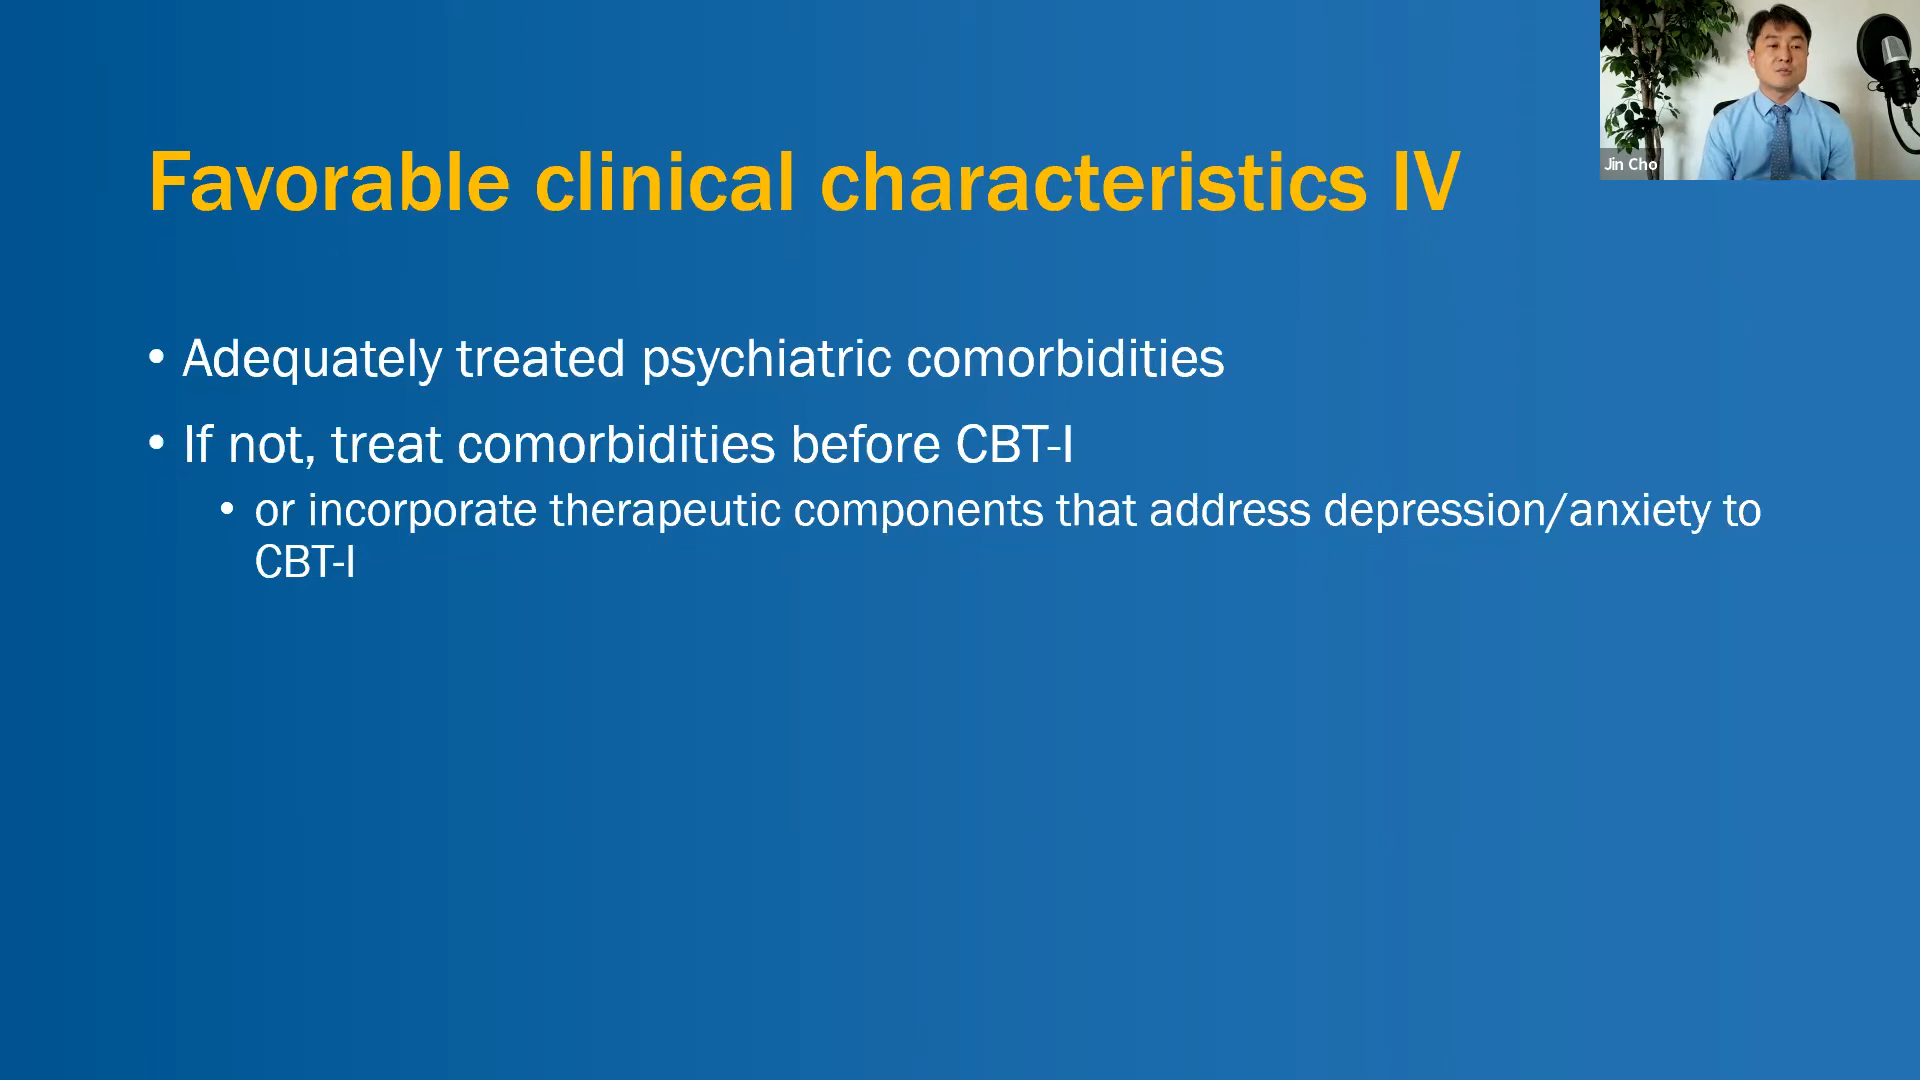 Favorable clinical characteristics IV
Jin Cho
• Adequately treated psychiatric comorbidities
• If not, treat comorbidities before CBT-I
• or incorporate therapeutic components that address depression/anxiety to
CBT-I